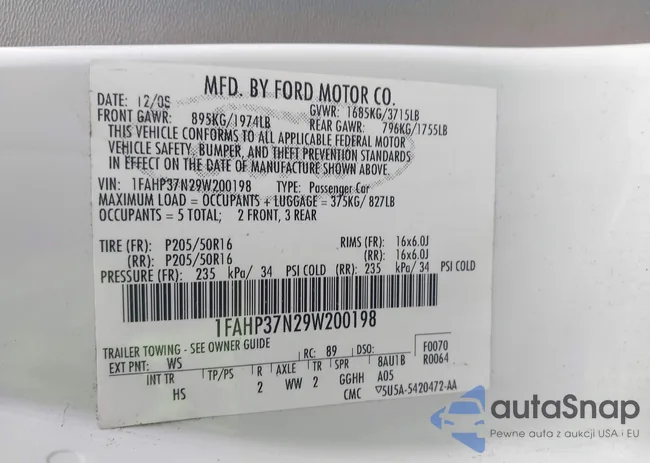 MFD. BY FORD MOTOR CO.
DATE: 12/08 GVWR: 1685KG/3715LB
FRONT GAWR: 895KG/1974LB REAR GAWR: 796KG/1755LB
THIS VEHICLE CONFORMS TO ALL APPLICABLE FEDERAL MOTOR
VEHICLE SAFETY, BUMPER, AND THEFT PREVENTION STANDARDS
IN EFFECT ON THE DATE OF MANUFACTURE SHOWN ABOVE.
VIN: 1FAHP37N29W200198 TYPE: Passenger Car
MAXIMUM LOAD = OCCUPANTS + LUGGAGE = 375KG/ 827LB
OCCUPANTS = 5 TOTAL; 2 FRONT, 3 REAR
TIRE (FR): P205/50R16 RIMS (FR): 16x6.0J
(RR): P205/50R16 (RR): 16x6.0J
PRESSURE (FR): 235 kPa/ 34 PSI COLD (RR): 235 kPa/ 34 PSI COLD
1FAHP37N29W200198
TRAILER TOWING - SEE OWNER GUIDE
EXT PNT: WS RC: 89 DSO: F0070
INT TR TP/PS R AXLE TR SPR 8AU1B R0064
HS 2 WW 2 GGHH A05
CMC ▽5U5A-5420472-AA
autaSnap
Pewne auta z aukcji USA i EU